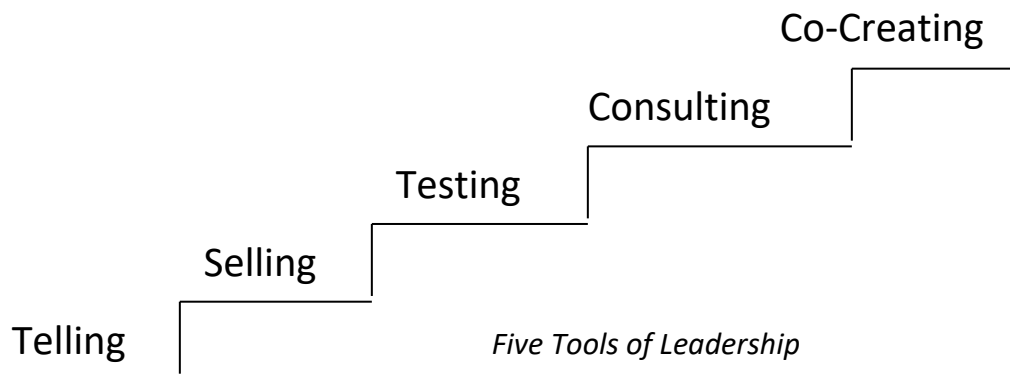 Co-Creating
Consulting
Testing
Selling
Telling
Five Tools of Leadership